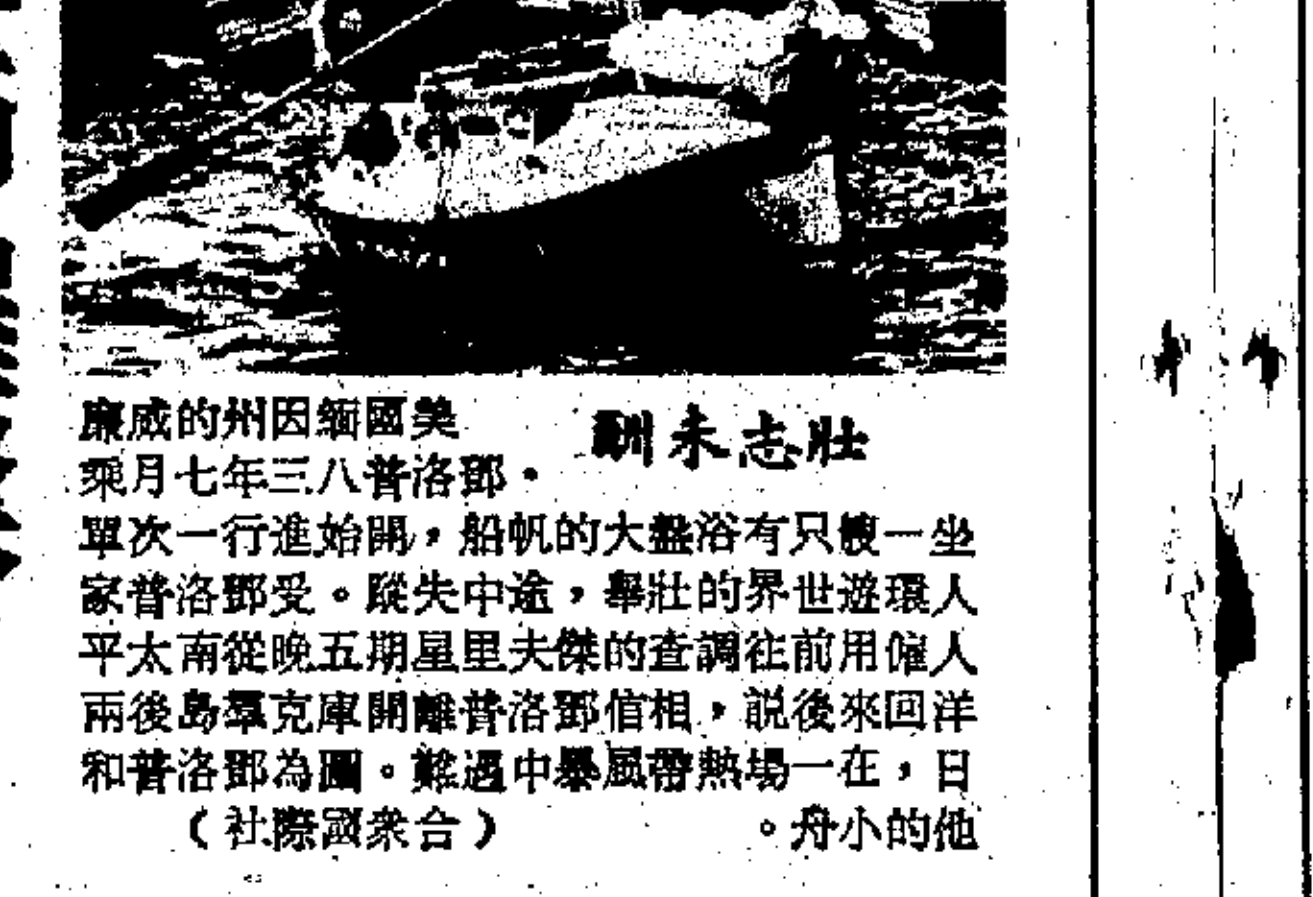 壯志未酬
美國緬因州的威廉
・鄧洛普八三年七月乘
坐一艘只有浴盤大的帆船，開始進行一次單
人環遊世界的壯舉，途中失蹤。受鄧洛普家
人僱用前往調查的傑夫里星期五晚從南太平
洋回來後説，相信鄧洛普離開庫克羣島後兩
日，在一場熱帶風暴中遇難。圖為鄧洛普和
他的小舟。
（合衆國際社）